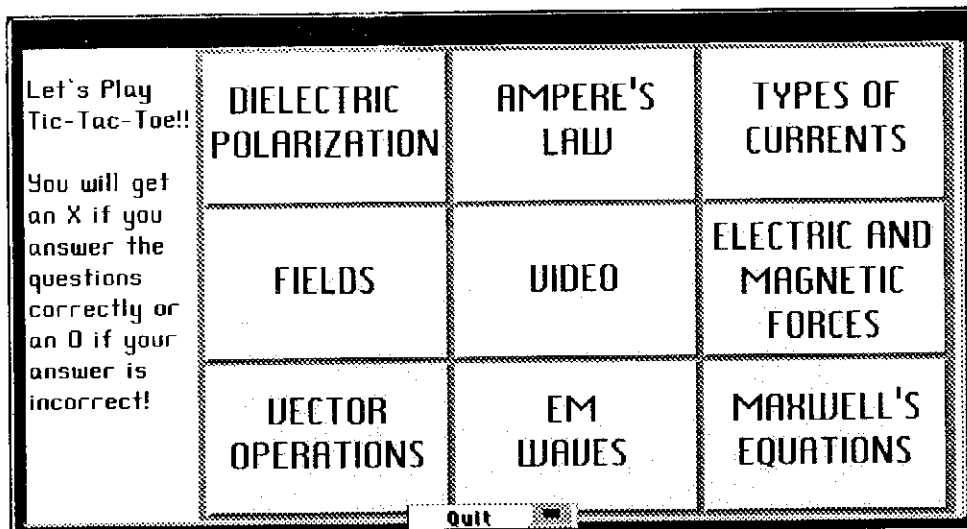 Let's Play
Tic-Tac-Toe!!
You will get
an X if you
answer the
questions
correctly or
an O if your
answer is
incorrect!
DIELECTRIC
POLARIZATION
AMPERE'S
LAW
TYPES OF
CURRENTS
FIELDS
VIDEO
ELECTRIC AND
MAGNETIC
FORCES
VECTOR
OPERATIONS
EM
WAVES
MAXWELL'S
EQUATIONS
Quit